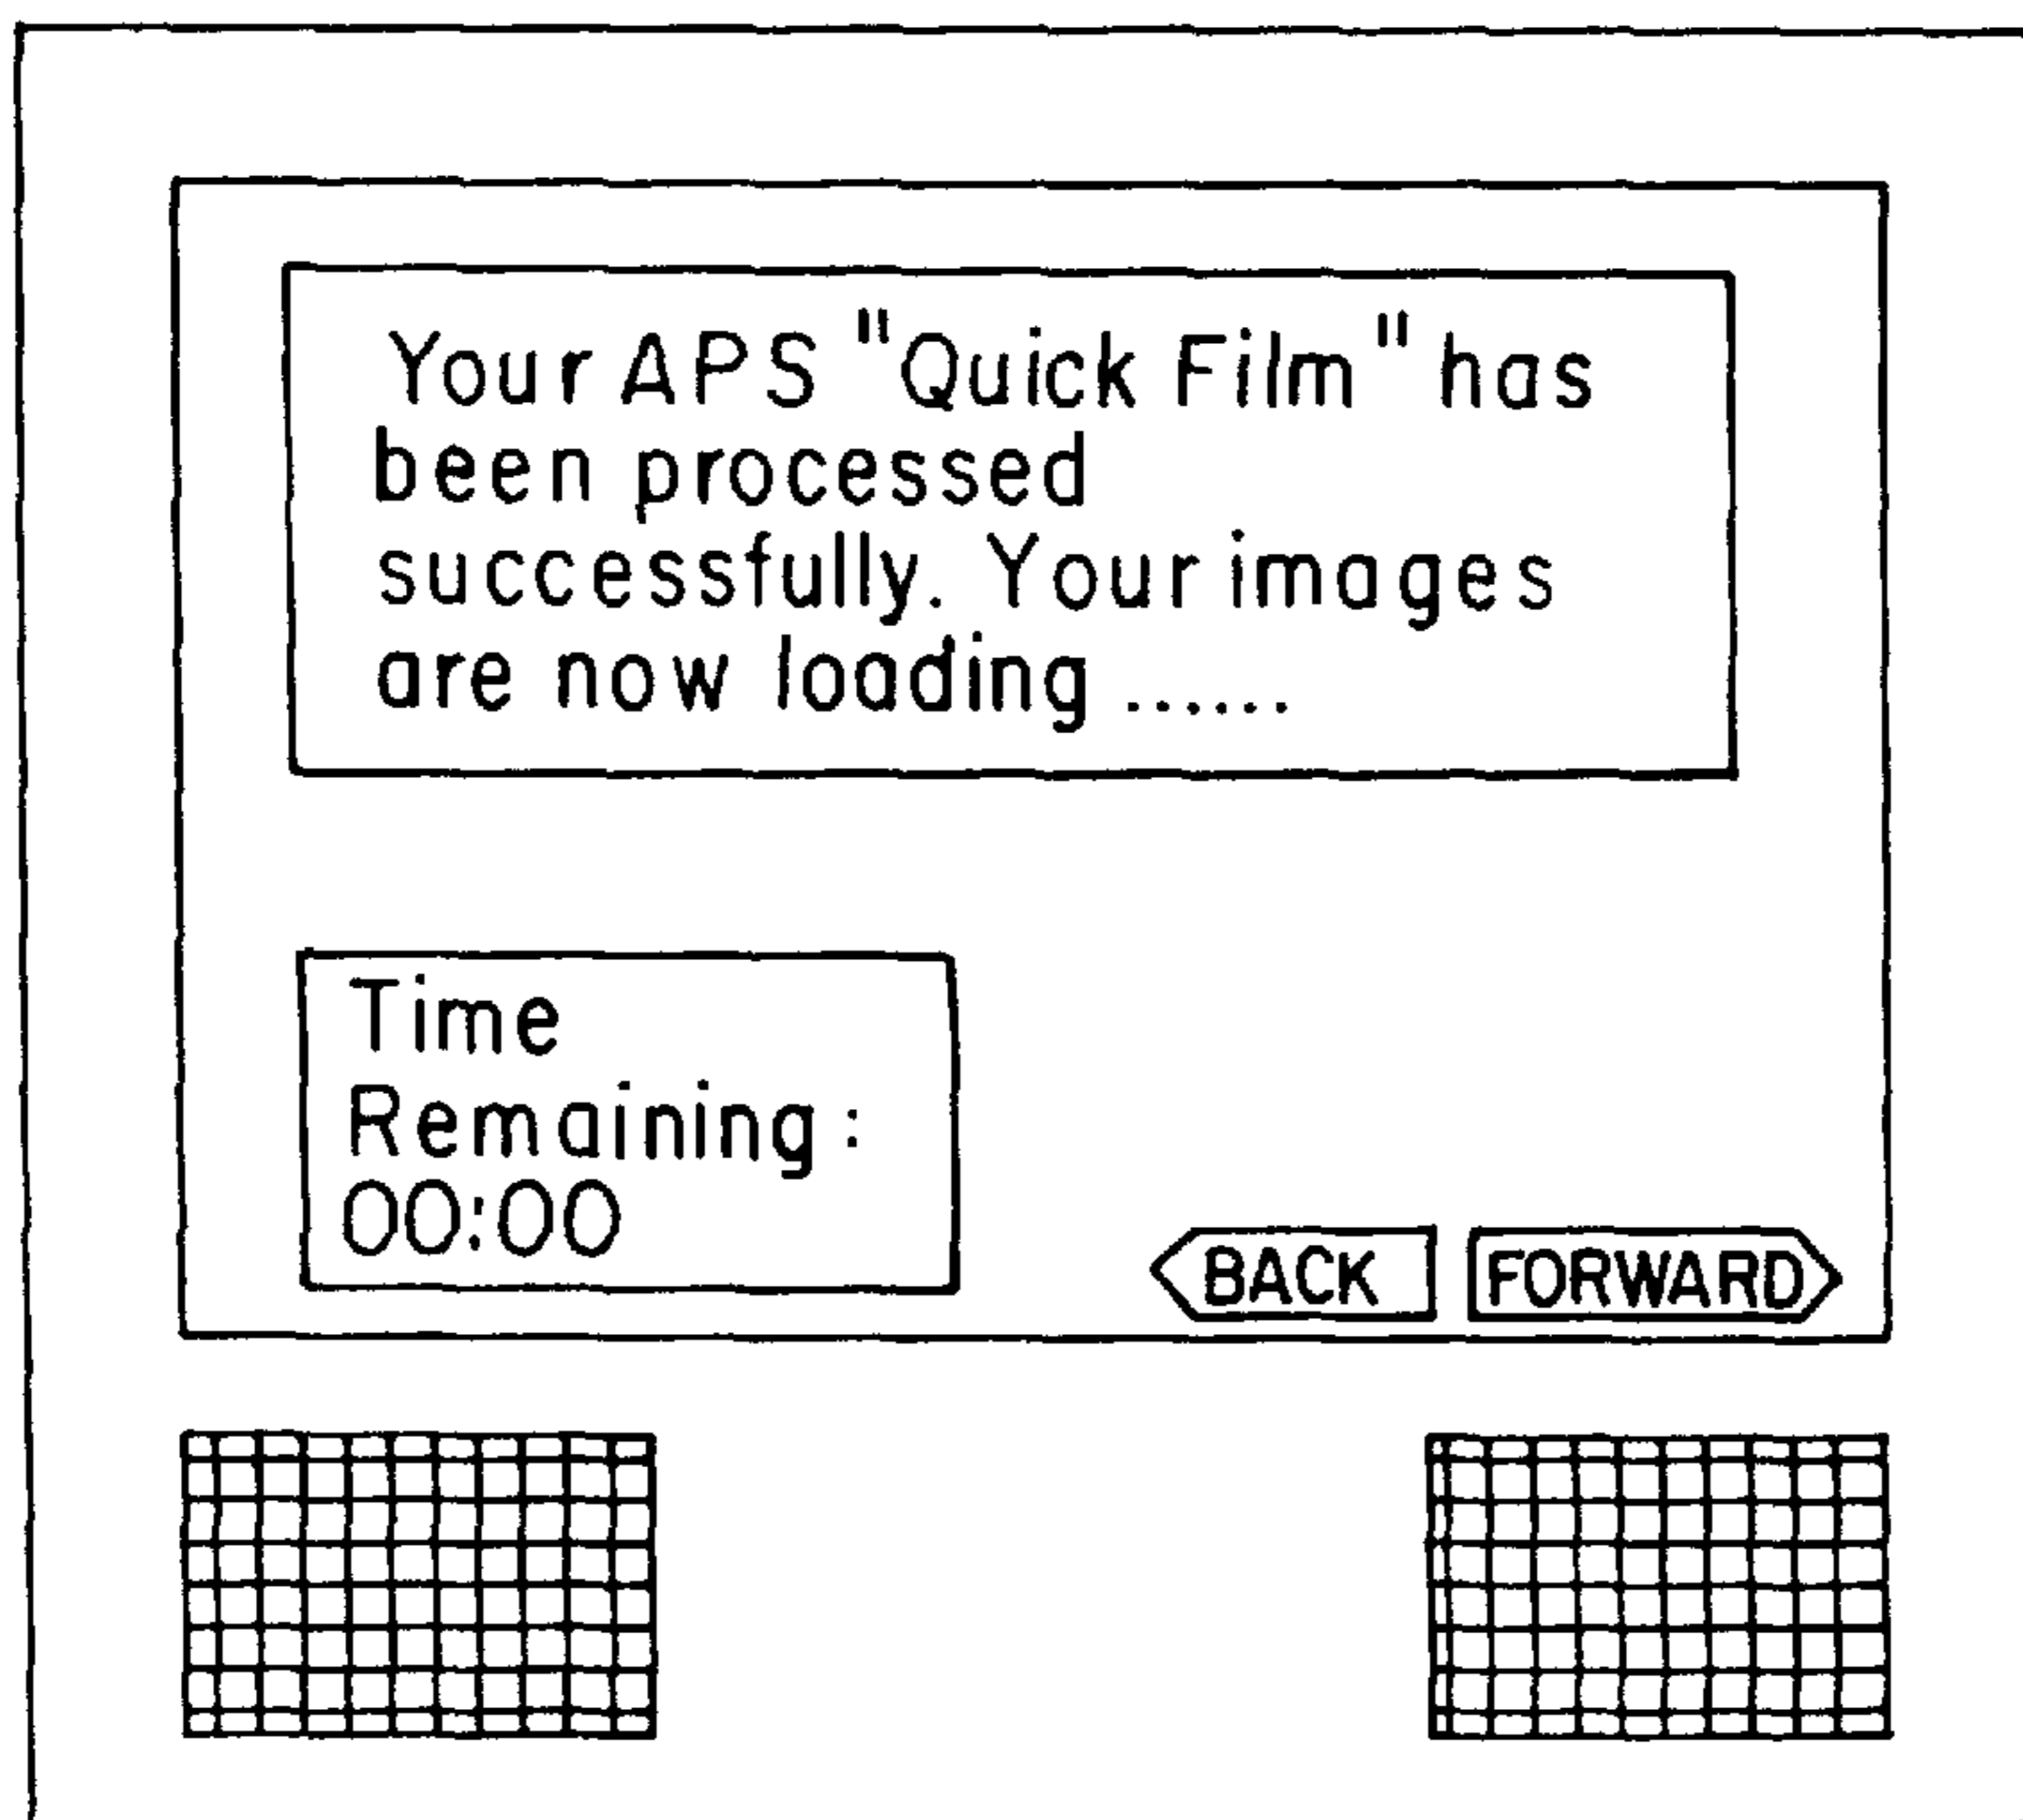 Your APS "Quick Film" has
been processed
successfully. Your images
are now loading ......
Time
Remaining:
00:00
BACK
FORWARD